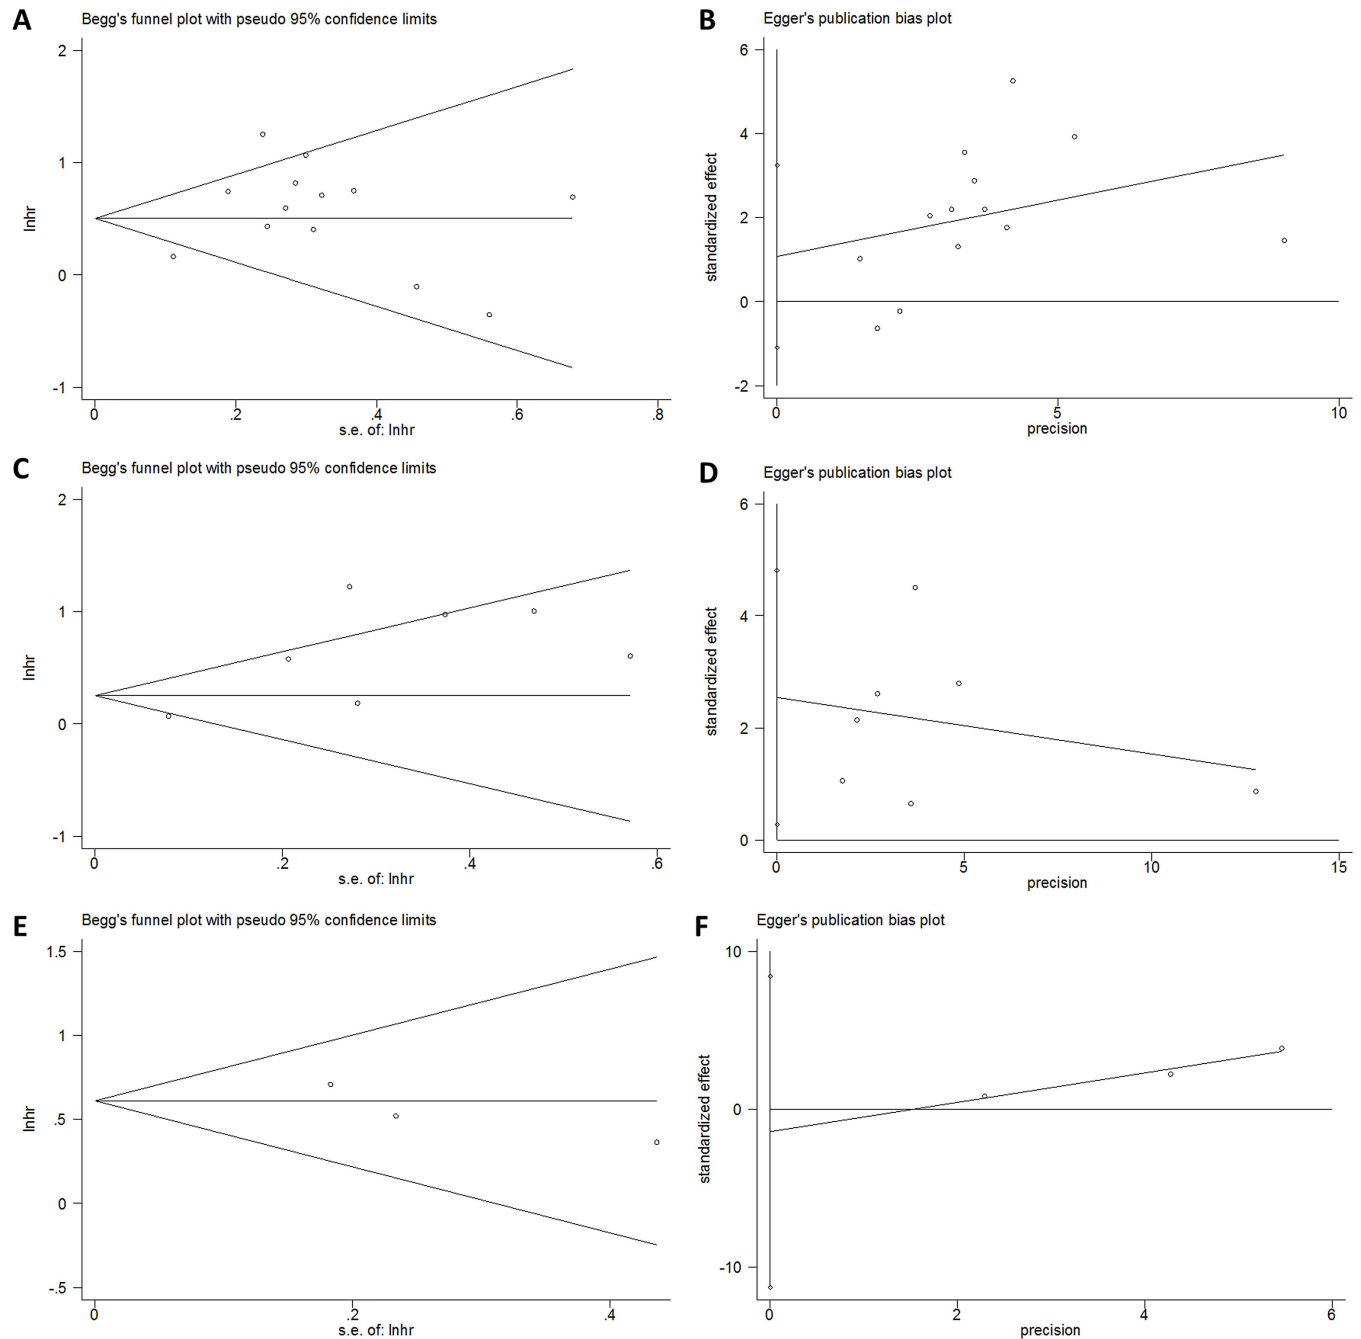 A
Begg's funnel plot with pseudo 95% confidence limits
2
1
0
-1
lnhr
0 .2 .4 .6 .8
s.e. of: lnhr
B
Egger's publication bias plot
6
4
2
0
-2
standardized effect
0 5 10
precision
C
Begg's funnel plot with pseudo 95% confidence limits
2
1
0
-1
lnhr
0 .2 .4 .6
s.e. of: lnhr
D
Egger's publication bias plot
6
4
2
0
standardized effect
0 5 10 15
precision
E
Begg's funnel plot with pseudo 95% confidence limits
1.5
1
.5
0
-.5
lnhr
0 .2 .4
s.e. of: lnhr
F
Egger's publication bias plot
10
0
-10
standardized effect
0 2 4 6
precision